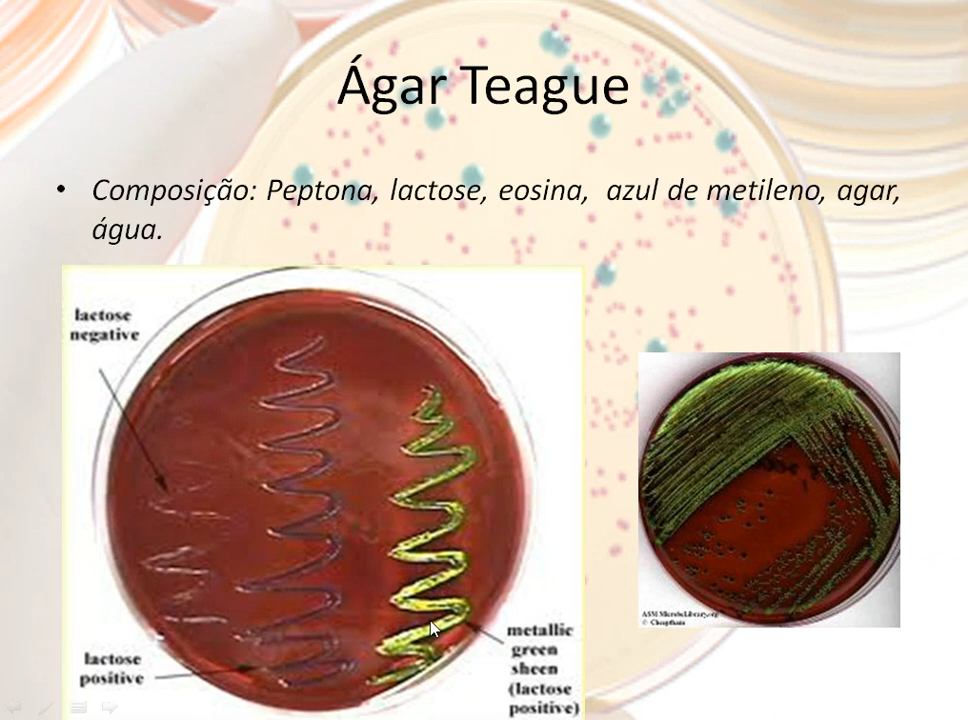 Ágar Teague
• Composição: Peptona, lactose, eosina, azul de metileno, agar,
água.
lactose
negative
lactose
positive
metallic
green
sheen
(lactose
positive)
ASM MicrobeLibrary.org
© Cheeptham